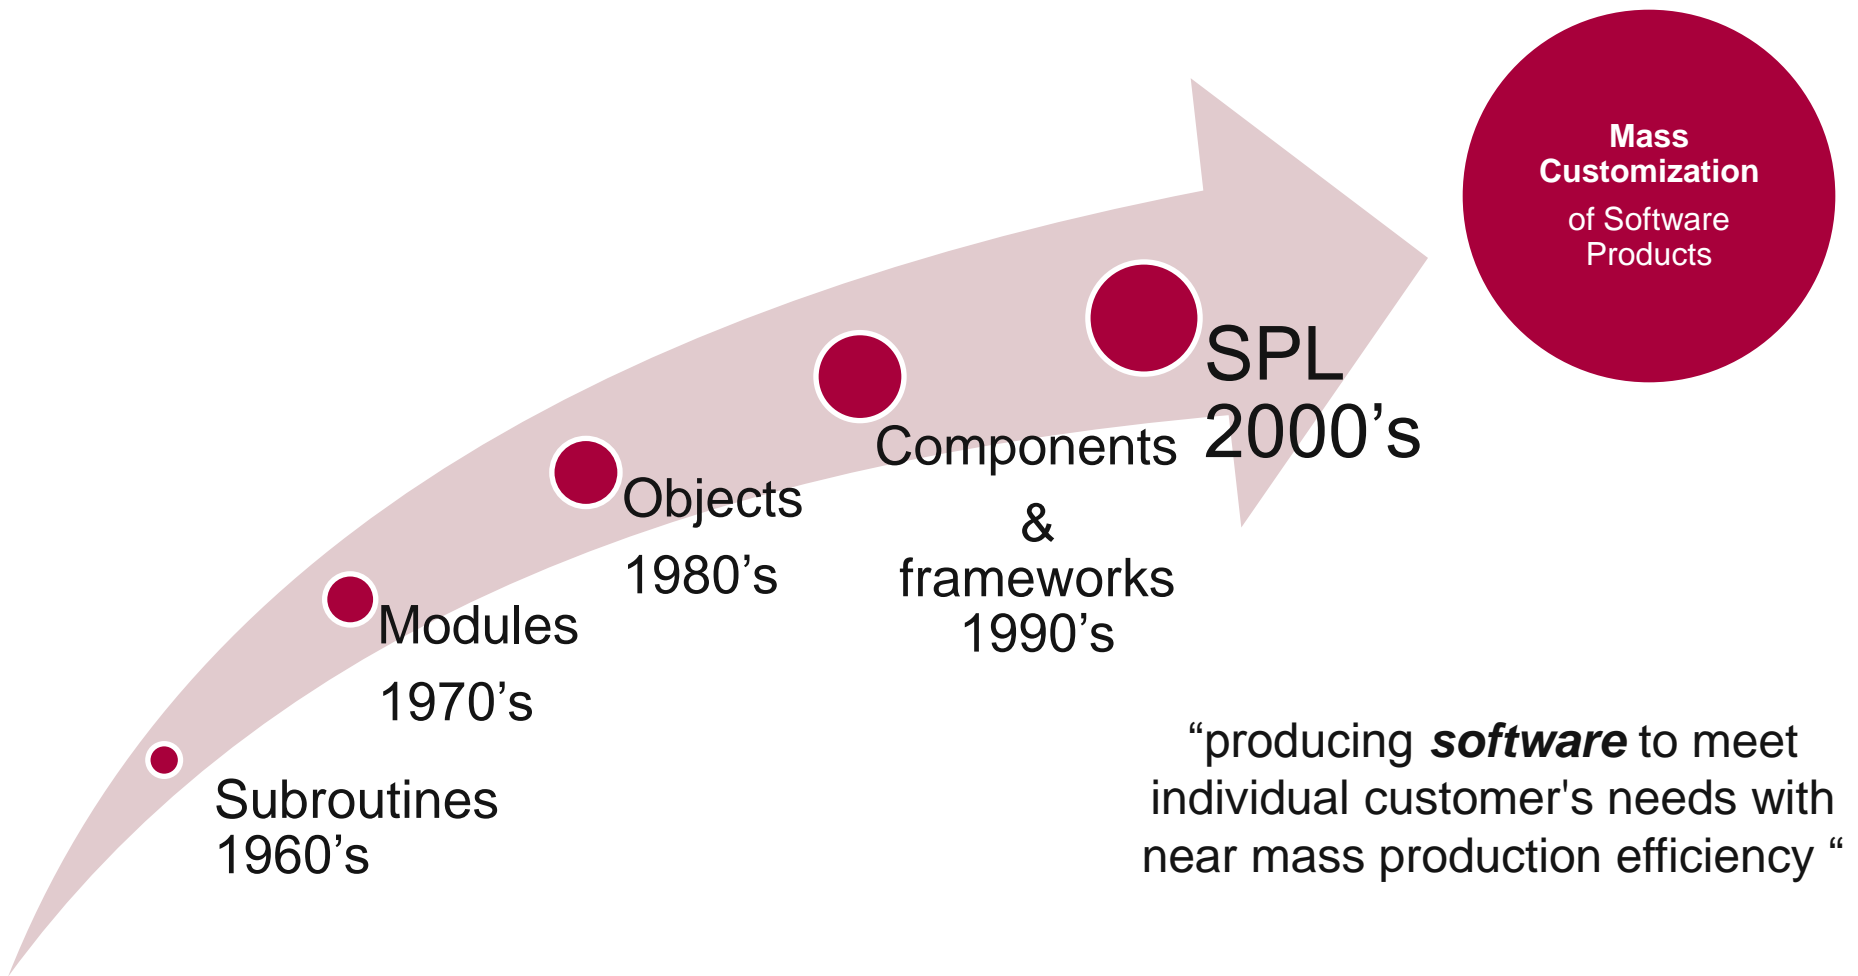 Mass
Customization
of Software
Products
SPL
2000’s
Components
&
frameworks
1990’s
Objects
1980’s
Modules
1970’s
Subroutines
1960’s
“producing software to meet
individual customer's needs with
near mass production efficiency “